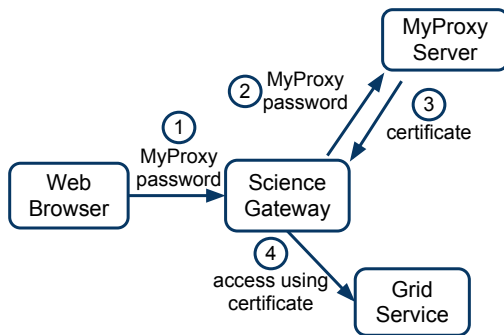 MyProxy
Server
2
MyProxy
password
3
certificate
1
MyProxy
password
Web
Browser
Science
Gateway
4
access using
certificate
Grid
Service